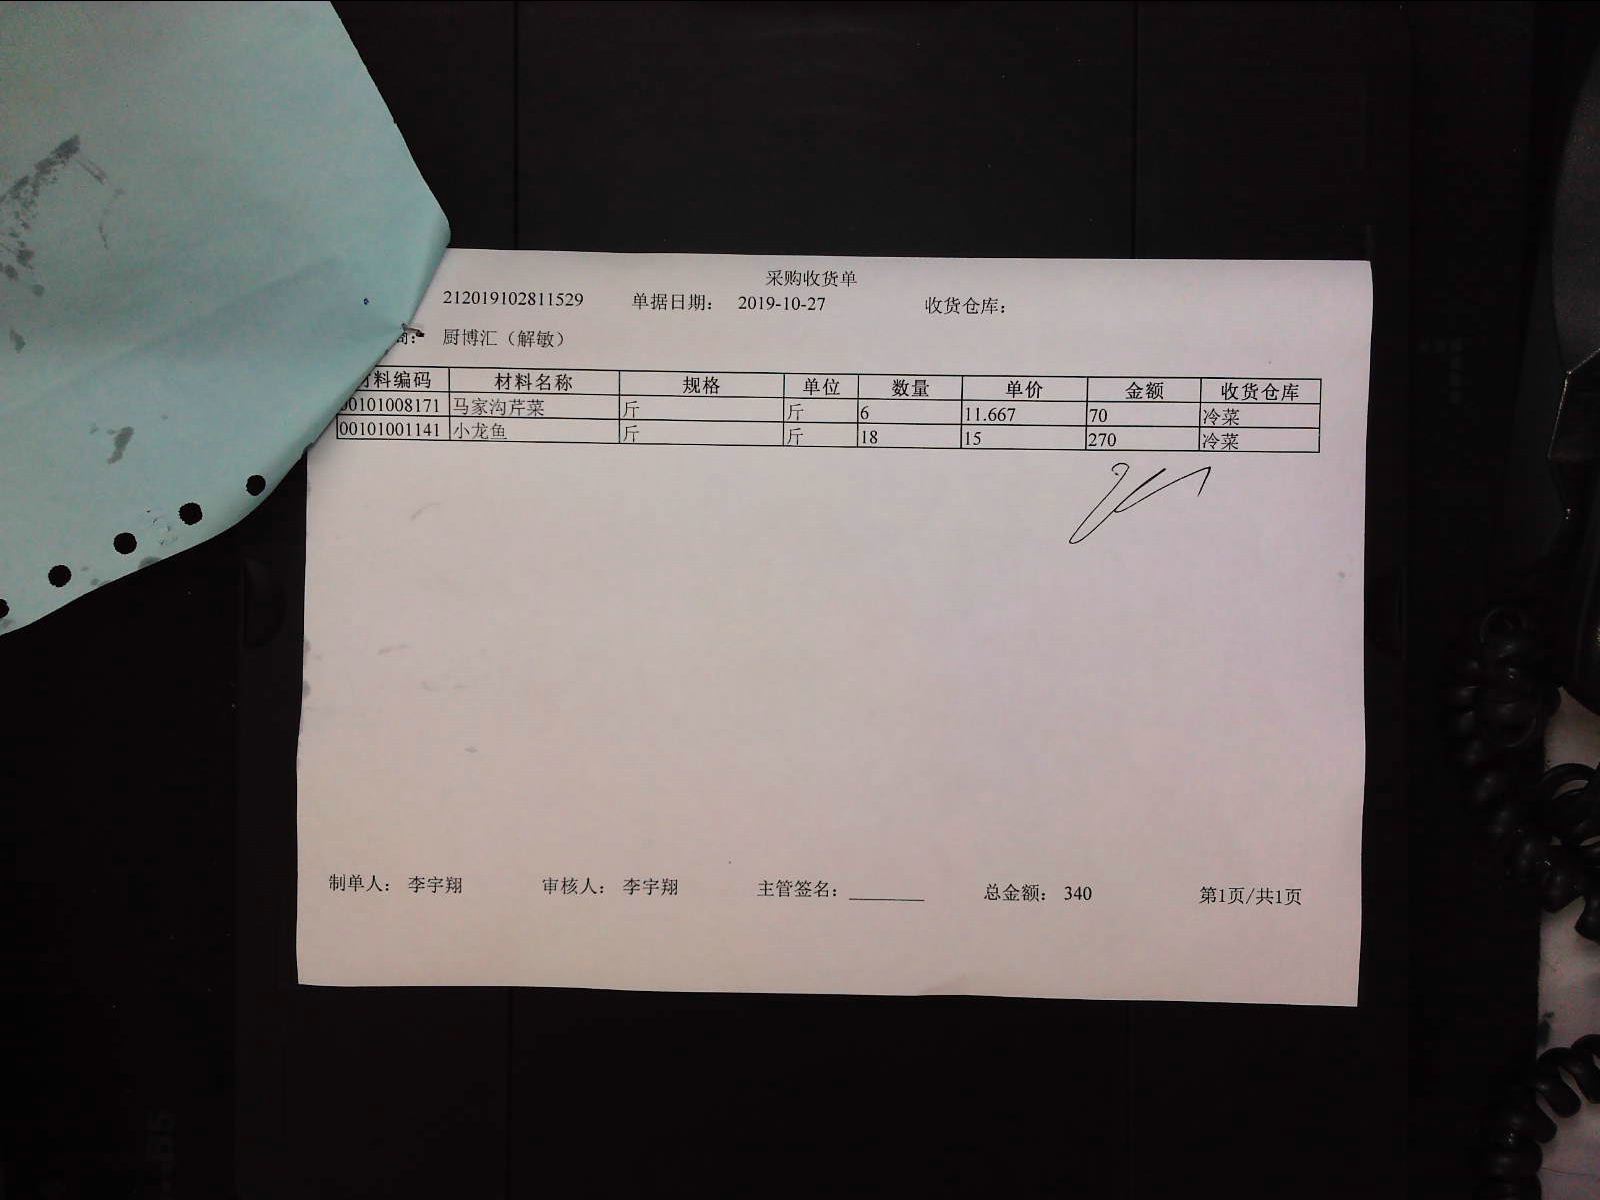 采购收货单
212019102811529 单据日期： 2019-10-27 收货仓库：
商： 厨博汇（解敏）
材料编码 材料名称 规格 单位 数量 单价 金额 收货仓库
00101008171 马家沟芹菜 斤 斤 6 11.667 70 冷菜
00101001141 小龙鱼 斤 斤 18 15 270 冷菜
制单人： 李宇翔 审核人： 李宇翔 主管签名： 总金额： 340 第1页/共1页